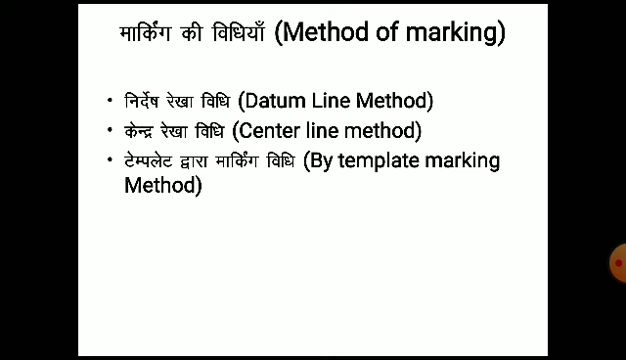 मार्किंग की विधियाँ (Method of marking)
• निर्देष रेखा विधि (Datum Line Method)
• केन्द्र रेखा विधि (Center line method)
• टेम्पलेट द्वारा मार्किंग विधि (By template marking
Method)